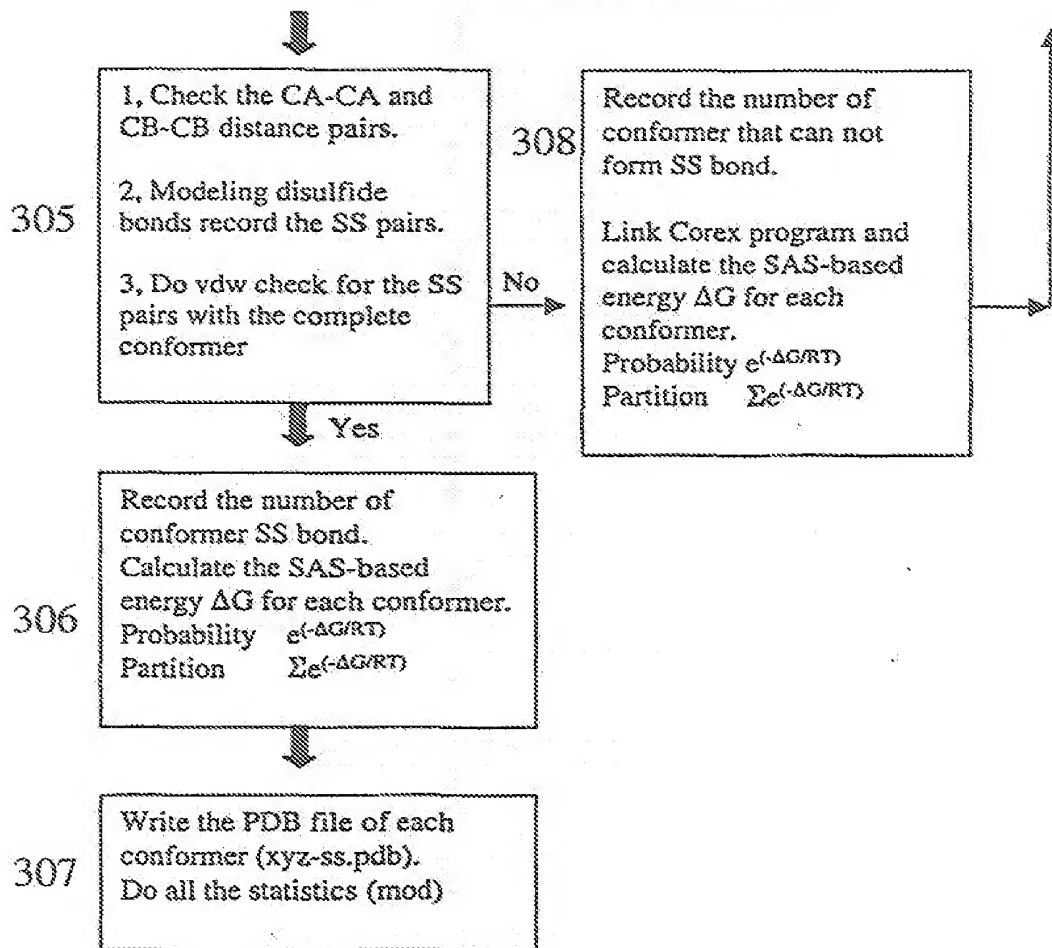 305
1, Check the CA-CA and
CB-CB distance pairs.
2, Modeling disulfide
bonds record the SS pairs.
3, Do vdw check for the SS
pairs with the complete
conformer
No
Yes
308
Record the number of
conformer that can not
form SS bond.
Link Corex program and
calculate the SAS-based
energy ΔG for each
conformer.
Probability e(-ΔG/RT)
Partition Σe(-ΔG/RT)
306
Record the number of
conformer SS bond.
Calculate the SAS-based
energy ΔG for each conformer.
Probability e(-ΔG/RT)
Partition Σe(-ΔG/RT)
307
Write the PDB file of each
conformer (xyz-ss.pdb).
Do all the statistics (mod)